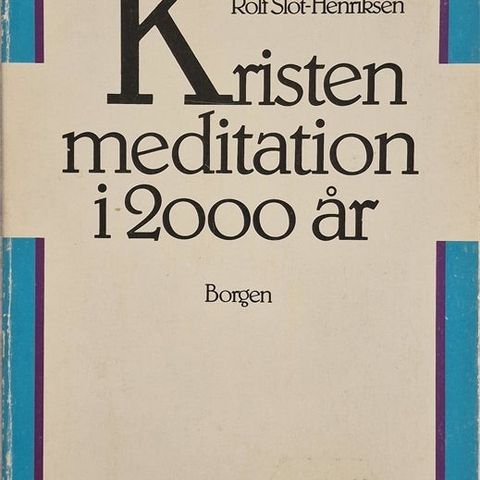 Rolf Slot-Henriksen
Kristen
meditation
i 2000 år
Borgen